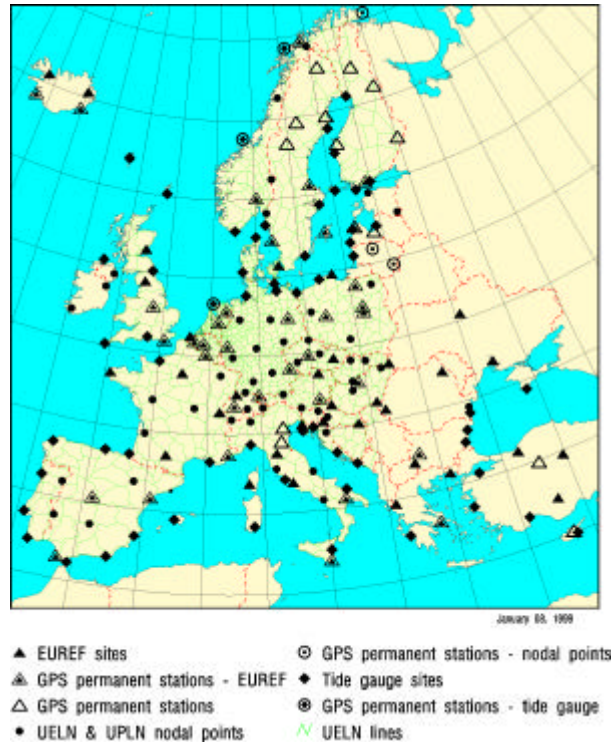 January 08, 1999
EUREF sites
GPS permanent stations - nodal points
GPS permanent stations - EUREF
Tide gauge sites
GPS permanent stations
GPS permanent stations - tide gauge
UELN & UPLN nodal points
UELN lines